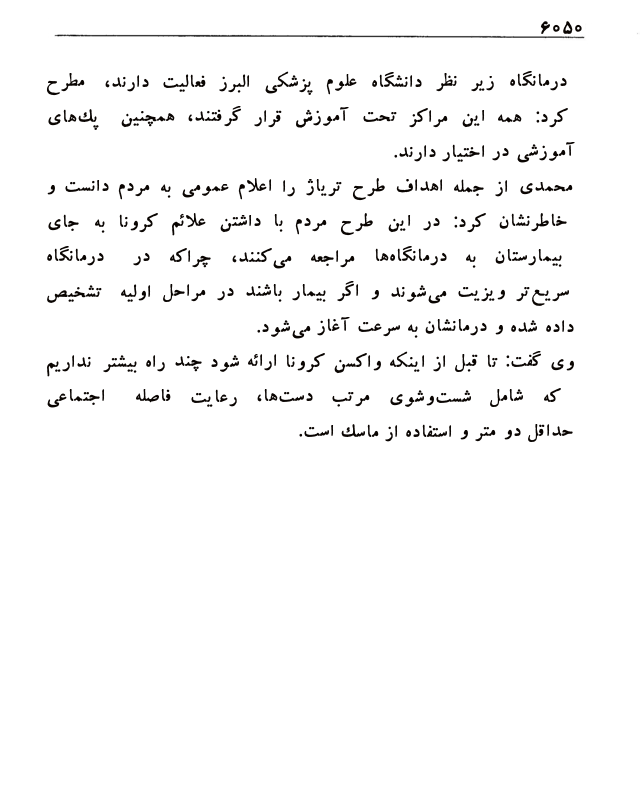 ۶۰۵۰
درمانگاه زیر نظر دانشگاه علوم پزشکی البرز فعالیت دارند، مطرح
کرد: همه این مراکز تحت آموزش قرار گرفتند، همچنین پك‌های
آموزشی در اختیار دارند.
محمدی از جمله اهداف طرح تریاژ را اعلام عمومی به مردم دانست و
خاطرنشان کرد: در این طرح مردم با داشتن علائم کرونا به جای
بیمارستان به درمانگاه‌ها مراجعه می‌کنند، چراکه در درمانگاه
سریع‌تر ویزیت می‌شوند و اگر بیمار باشند در مراحل اولیه تشخیص
داده شده و درمانشان به سرعت آغاز می‌شود.
وی گفت: تا قبل از اینکه واکسن کرونا ارائه شود چند راه بیشتر نداریم
که شامل شست‌وشوی مرتب دست‌ها، رعایت فاصله اجتماعی
حداقل دو متر و استفاده از ماسك است.